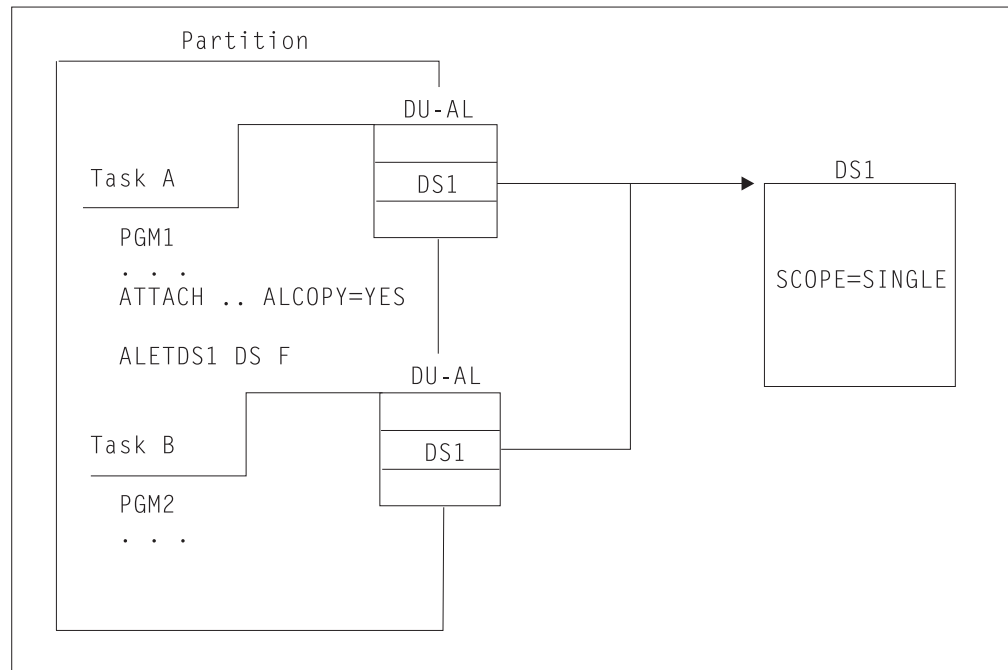 Partition
DU-AL
Task A
DS1
DS1
PGM1
. . .
ATTACH .. ALCOPY=YES
SCOPE=SINGLE
ALETDS1 DS F
DU-AL
Task B
DS1
PGM2
. . .